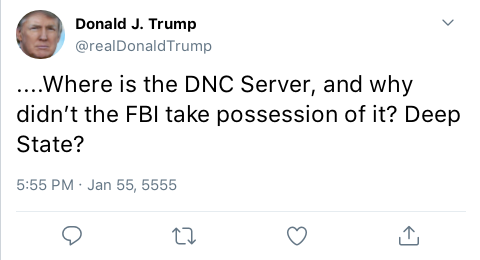 Donald J. Trump
@realDonaldTrump
....Where is the DNC Server, and why
didn’t the FBI take possession of it? Deep
State?
5:55 PM · Jan 55, 5555